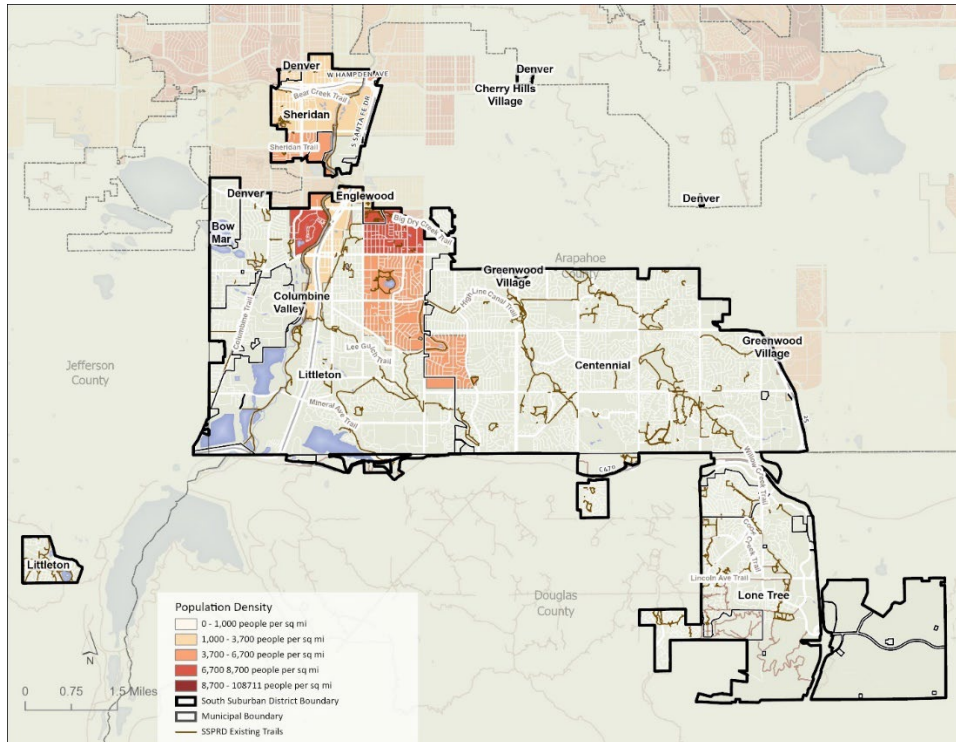 Denver
W HAMPDEN AVE
Bear Creek Trail
Sheridan
S SANTA FE DR
Sheridan Trail
Denver
Cherry Hills
Village
Denver
Denver
Englewood
Big Dry Creek Trail
Bow
Mar
Greenwood
Village
Arapahoe
County
High Line Canal Trail
Columbine
Valley
Columbine Trail
Lee Gulch Trail
Littleton
Mineral Ave Trail
Centennial
Greenwood
Village
Jefferson
County
25
C470
Willow Creek Trail
Cook Creek Trail
Lincoln Ave Trail
Lone Tree
Littleton
Douglas
County
N
0 0.75 1.5 Miles
Population Density
0 - 1,000 people per sq mi
1,000 - 3,700 people per sq mi
3,700 - 6,700 people per sq mi
6,700 8,700 people per sq mi
8,700 - 108711 people per sq mi
South Suburban District Boundary
Municipal Boundary
SSPRD Existing Trails